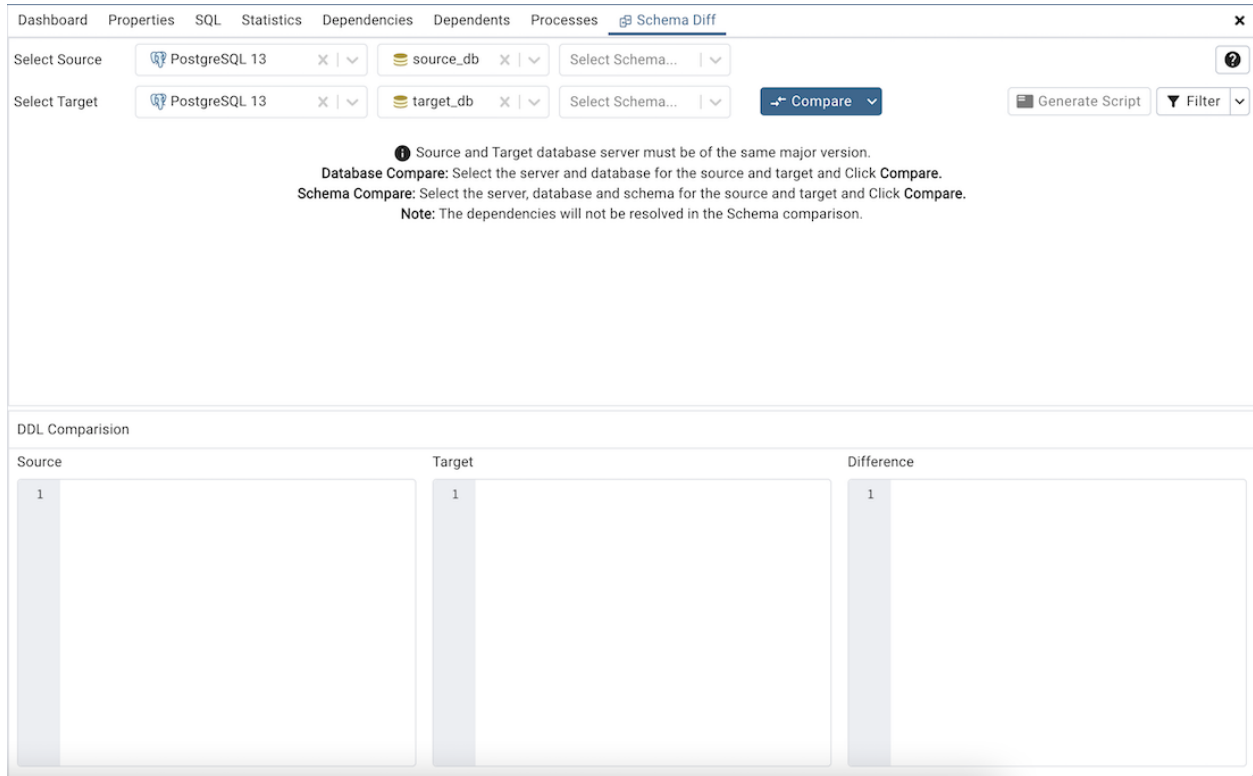 Dashboard Properties SQL Statistics Dependencies Dependents Processes Schema Diff
Select Source PostgreSQL 13 source_db Select Schema...
Select Target PostgreSQL 13 target_db Select Schema... Compare Generate Script Filter
Source and Target database server must be of the same major version.
Database Compare: Select the server and database for the source and target and Click Compare.
Schema Compare: Select the server, database and schema for the source and target and Click Compare.
Note: The dependencies will not be resolved in the Schema comparison.
DDL Comparision
Source Target Difference
1 1 1